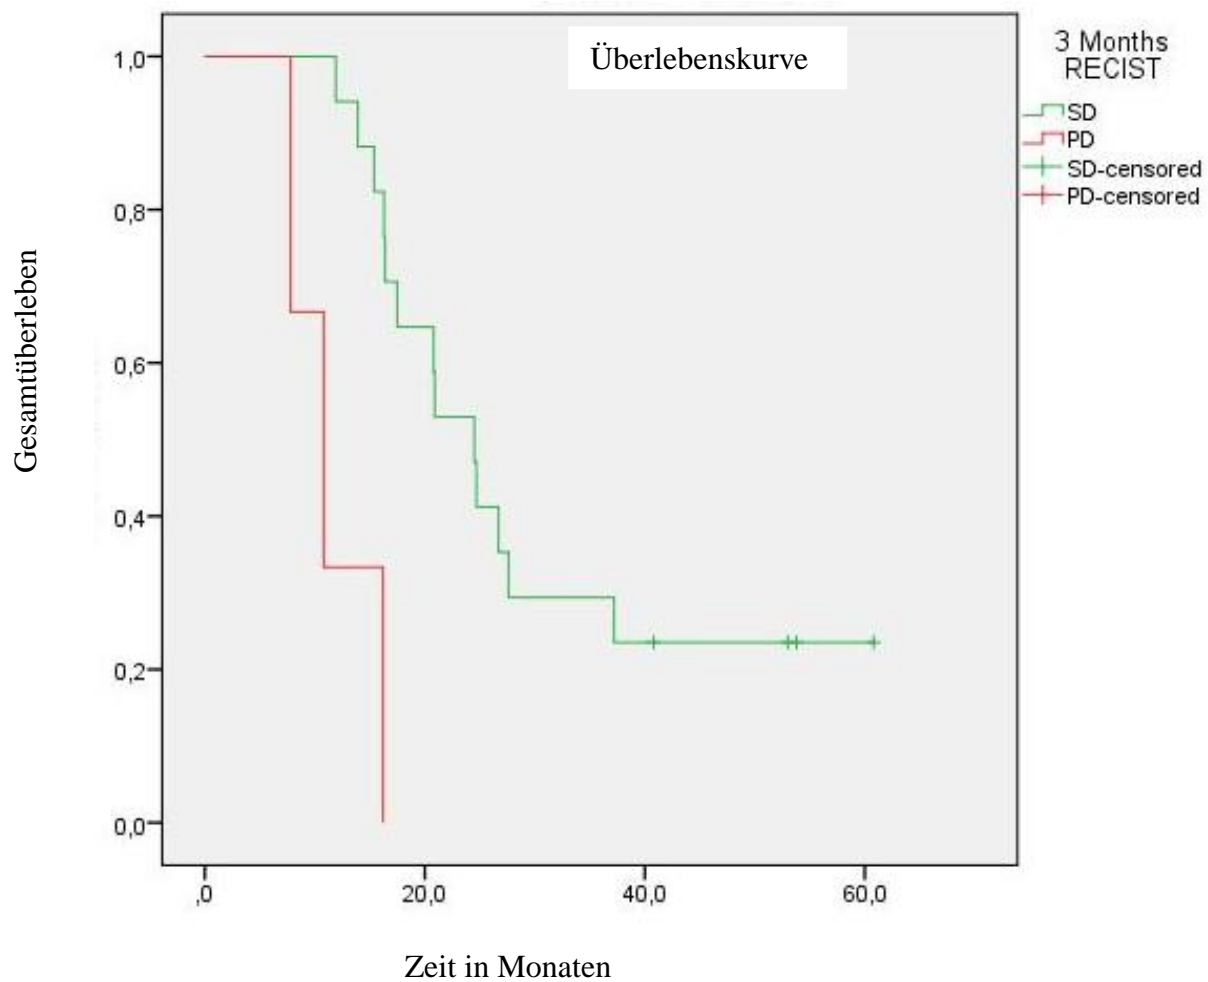 Überlebenskurve
3 Months
RECIST
SD
PD
SD-censored
PD-censored
Gesamtüberleben
1,0
0,8
0,6
0,4
0,2
0,0
,0
20,0
40,0
60,0
Zeit in Monaten